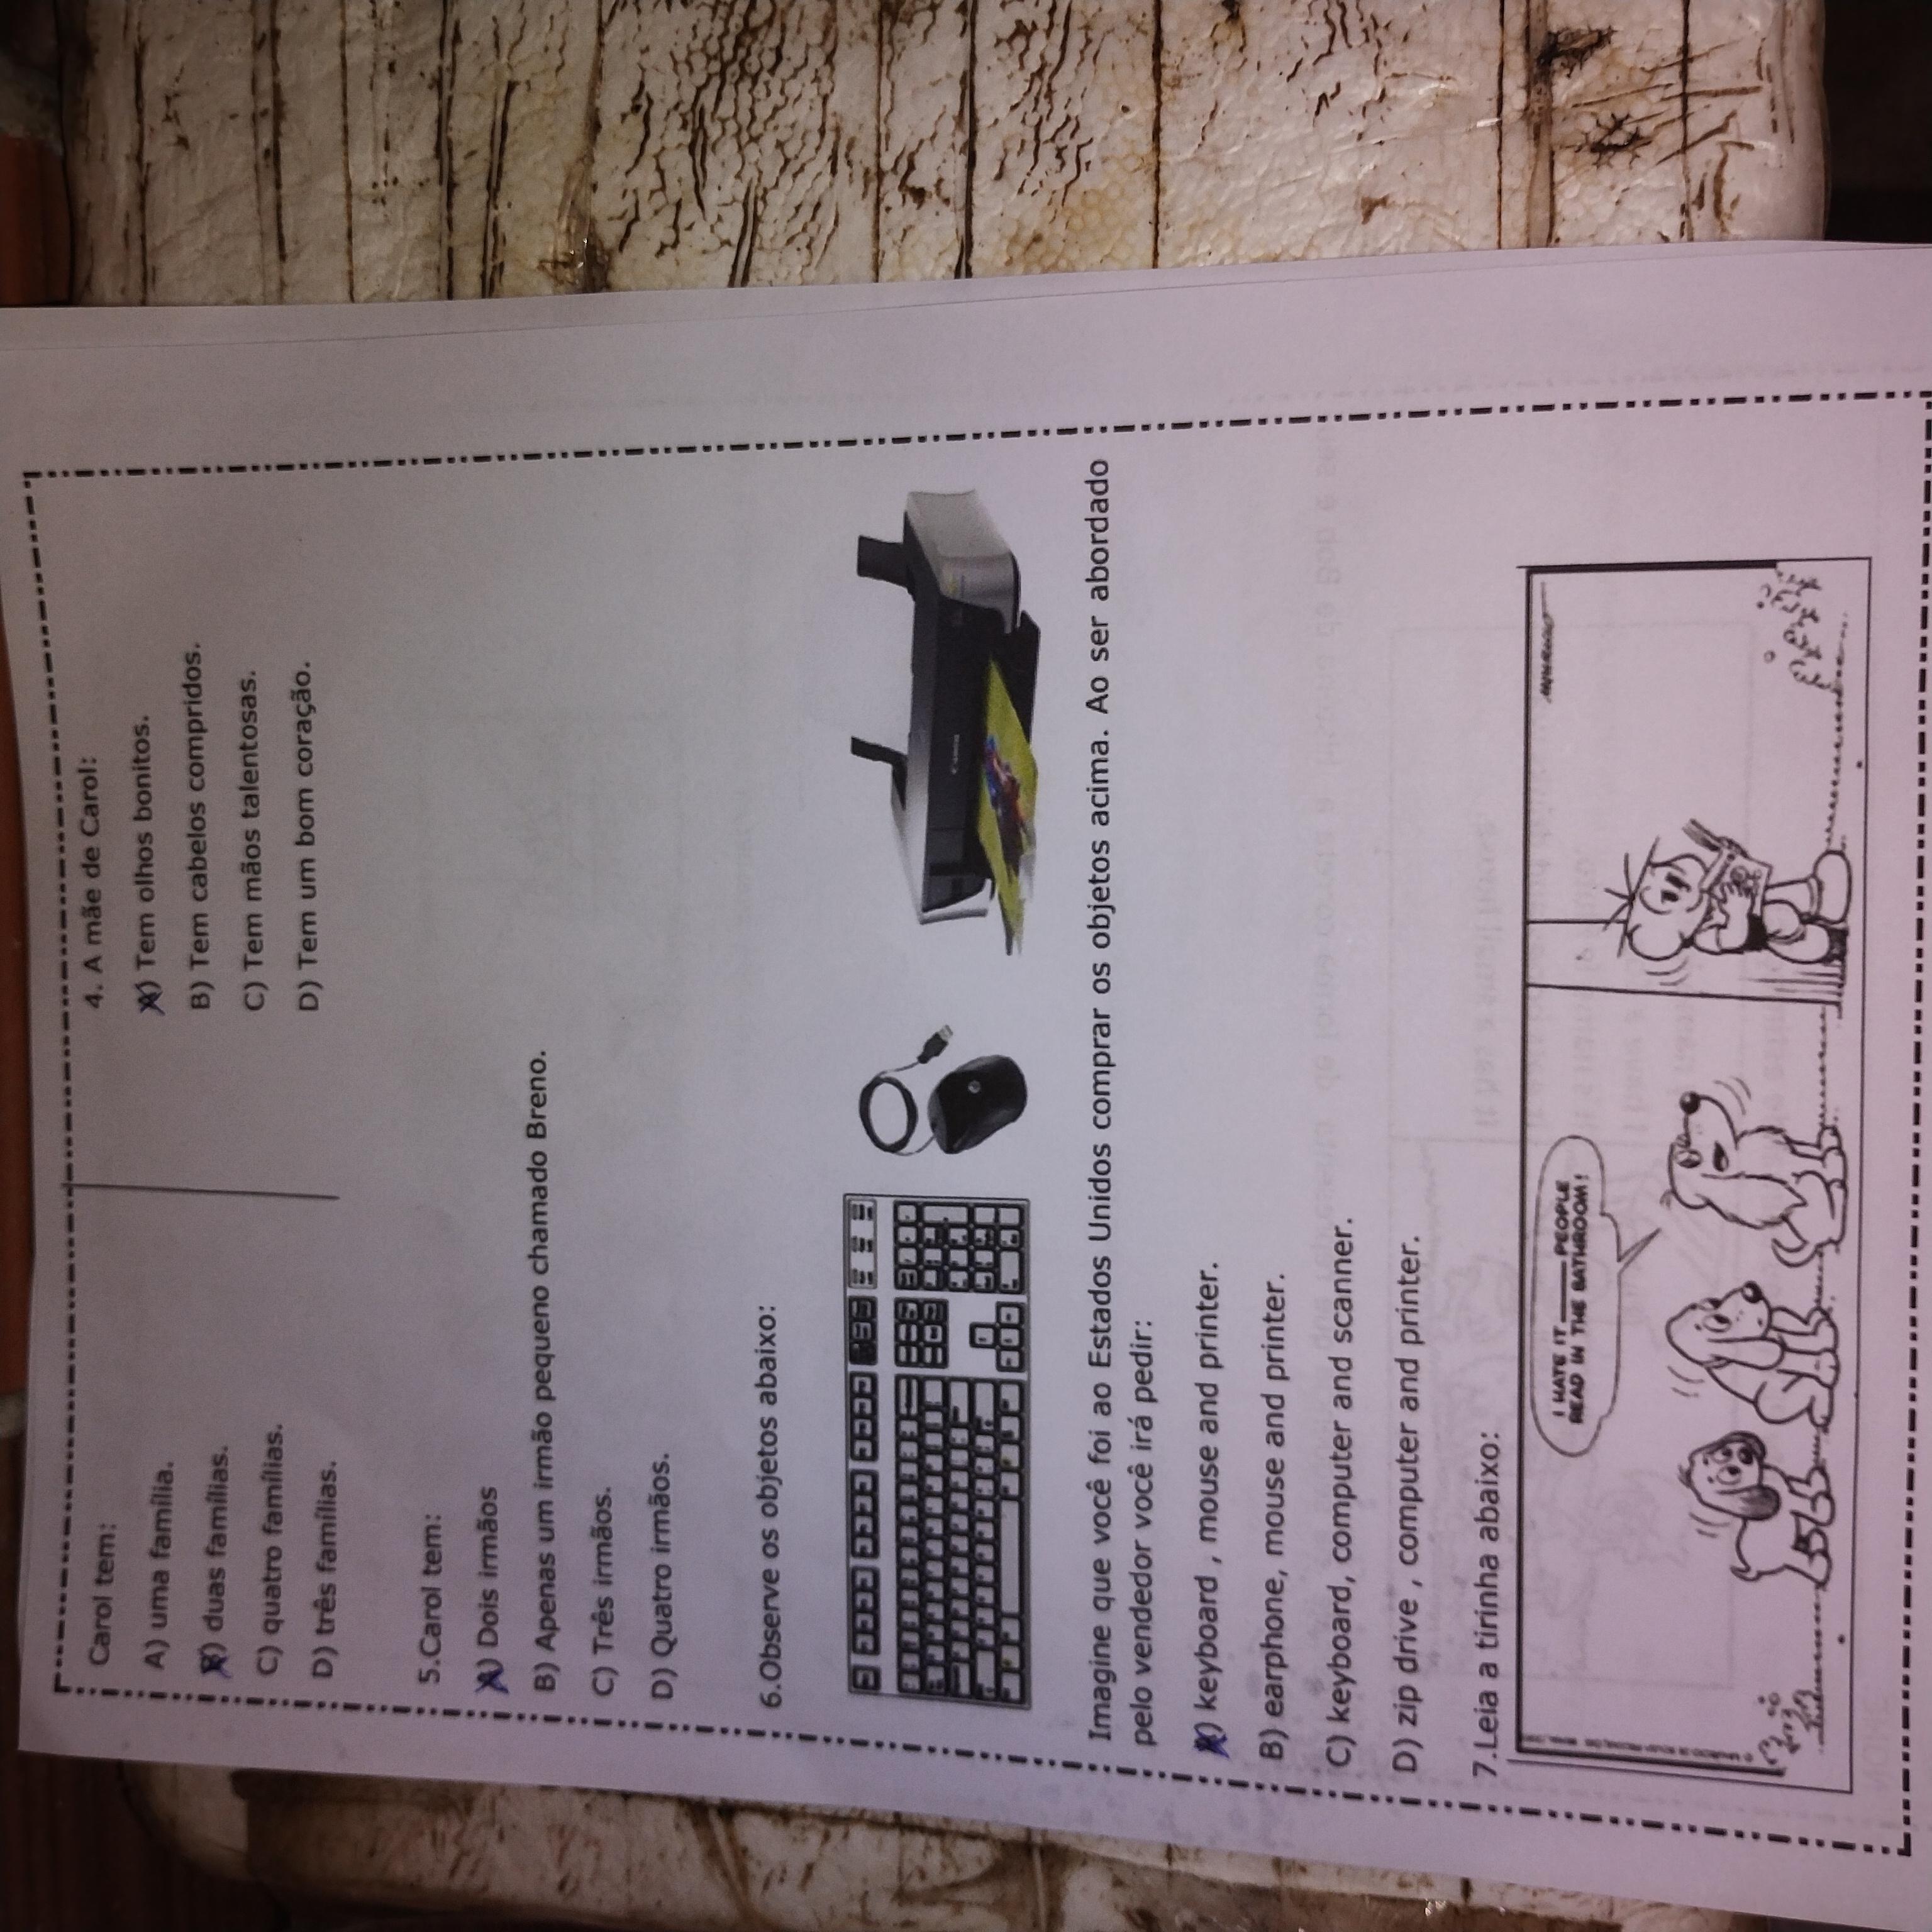 Carol tem:
A) uma família.
B) duas famílias.
C) quatro famílias.
D) três famílias.
4. A mãe de Carol:
A) Tem olhos bonitos.
B) Tem cabelos compridos.
C) Tem mãos talentosas.
D) Tem um bom coração.
5.Carol tem:
A) Dois irmãos
B) Apenas um irmão pequeno chamado Breno.
C) Três irmãos.
D) Quatro irmãos.
6.Observe os objetos abaixo:
Canon
Imagine que você foi ao Estados Unidos comprar os objetos acima. Ao ser abordado
pelo vendedor você irá pedir:
A) keyboard , mouse and printer.
B) earphone, mouse and printer.
C) keyboard, computer and scanner.
D) zip drive , computer and printer.
7.Leia a tirinha abaixo:
I HATE IT ____ PEOPLE
READ IN THE BATHROOM!